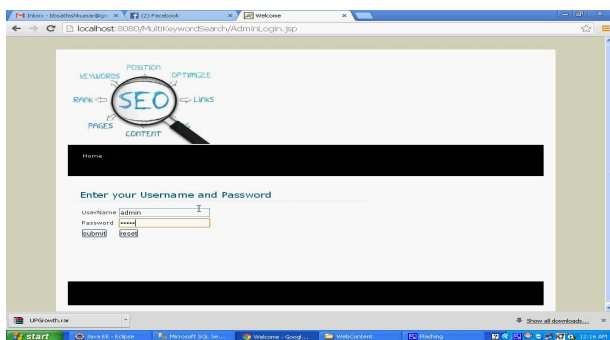 Inbox - bbsathishkumar@gm
(2) Facebook
Welcome
localhost:8080/MultiKeywordSearch/AdminLogin.jsp
POSITION
KEYWORDS
OPTIMIZE
RANK
SEO
LINKS
PAGES
CONTENT
Home
Enter your Username and Password
UserName admin
Password •••••
submit reset
UPGrowth.rar
Show all downloads...
start
Java EE - Eclipse
Microsoft SQL Se...
Welcome - Googl...
WebContent
Flashing
12:16 AM